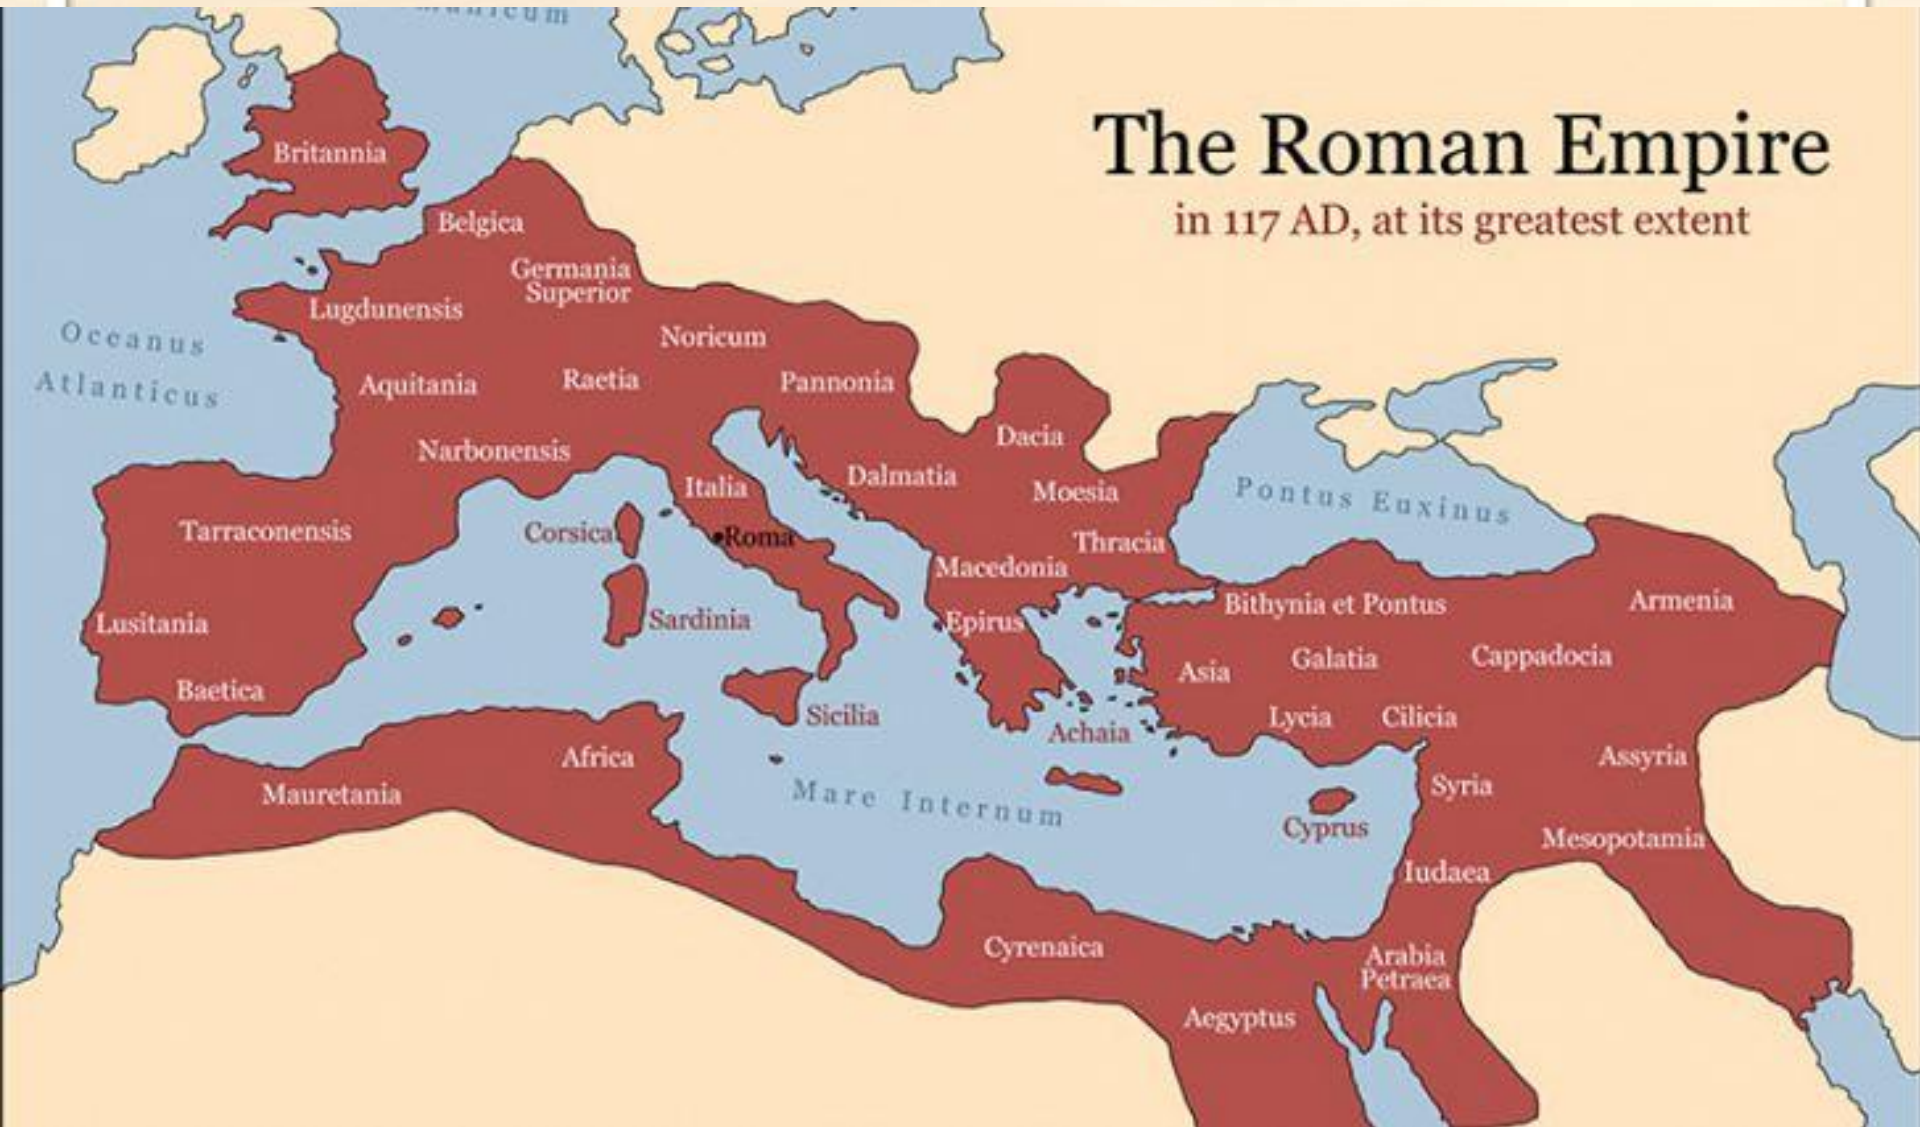 The Roman Empire
in 117 AD, at its greatest extent
Britannia
Belgica
Germania
Superior
Lugdunensis
Noricum
Oceanus
Atlanticus
Aquitania
Raetia
Pannonia
Dacia
Narbonensis
Italia
Dalmatia
Moesia
Pontus Euxinus
Tarraconensis
Corsica
Roma
Thracia
Macedonia
Lusitania
Sardinia
Epirus
Bithynia et Pontus
Armenia
Asia
Galatia
Cappadocia
Baetica
Sicilia
Achaia
Lycia
Cilicia
Africa
Assyria
Mauretania
Mare Internum
Syria
Cyprus
Mesopotamia
Iudaea
Cyrenaica
Arabia
Petraea
Aegyptus